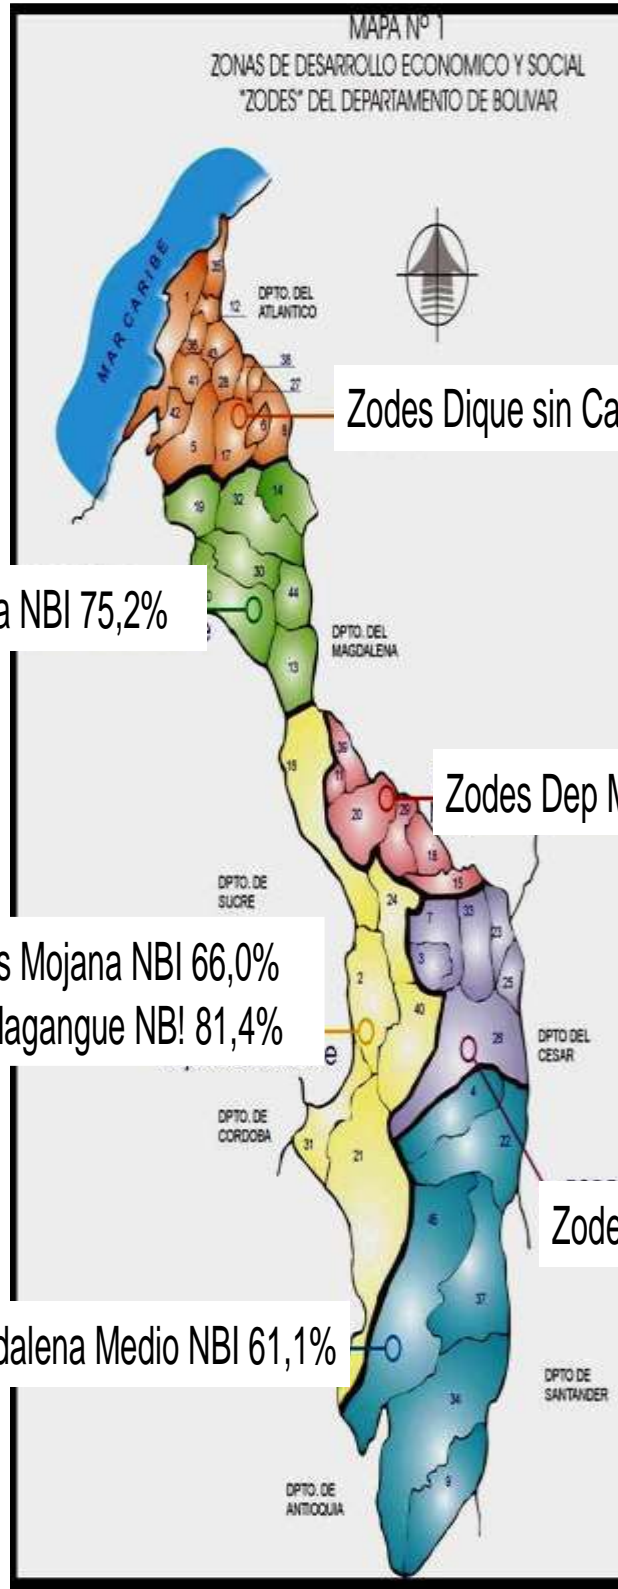 MAPA Nº 1
ZONAS DE DESARROLLO ECONOMICO Y SOCIAL
"ZODES" DEL DEPARTAMENTO DE BOLIVAR
MAR CARIBE
DPTO. DEL
ATLANTICO
1
12
36
43
38
41
28
27
42
6
8
5
17
Zodes Dique sin Ca
19
32
14
30
44
a NBI 75,2%
13
DPTO. DEL
MAGDALENA
16
39
11
20
29
Zodes Dep M
18
15
DPTO. DE
SUCRE
24
7
33
23
3
25
2
s Mojana NBI 66,0%
lagangue NB! 81,4%
40
26
DPTO DEL
CESAR
4
DPTO. DE
CORDOBA
31
21
22
Zode
46
37
dalena Medio NBI 61,1%
34
DPTO DE
SANTANDER
9
DPTO. DE
ANTIOQUIA